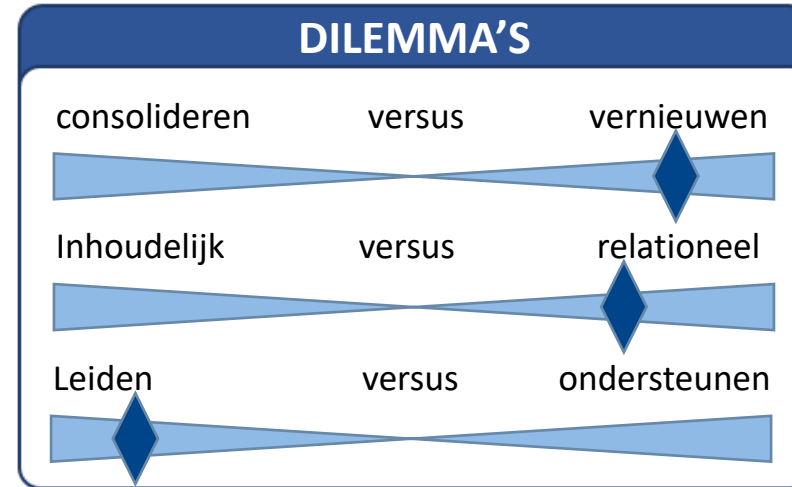 DILEMMA’S
consolideren versus vernieuwen
Inhoudelijk versus relationeel
Leiden versus ondersteunen